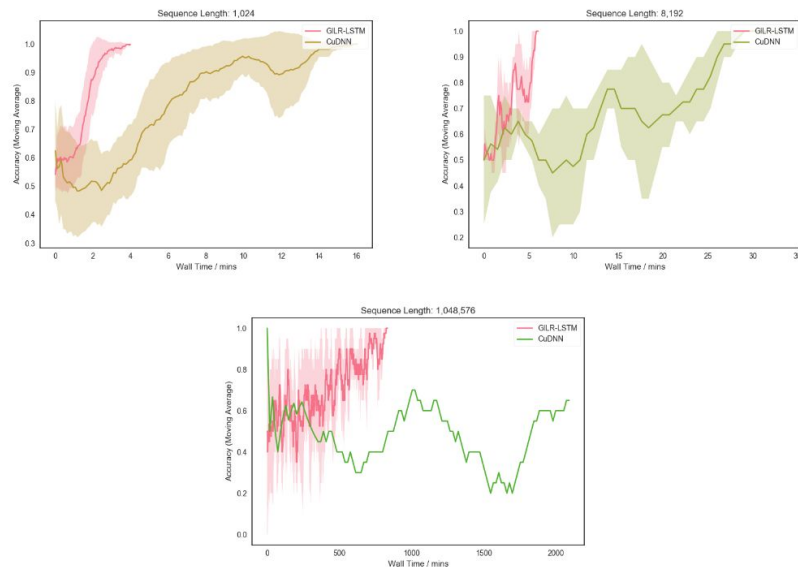 Sequence Length: 1,024
GILR-LSTM
CuDNN
Accuracy (Moving Average)
1.0
0.9
0.8
0.7
0.6
0.5
0.4
0.3
0 2 4 6 8 10 12 14 16
Wall Time / mins
Sequence Length: 8,192
GILR-LSTM
CuDNN
Accuracy (Moving Average)
1.0
0.9
0.8
0.7
0.6
0.5
0.4
0.3
0.2
0 5 10 15 20 25 30
Wall Time / mins
Sequence Length: 1,048,576
GILR-LSTM
CuDNN
Accuracy (Moving Average)
1.0
0.8
0.6
0.4
0.2
0.0
0 500 1000 1500 2000
Wall Time / mins